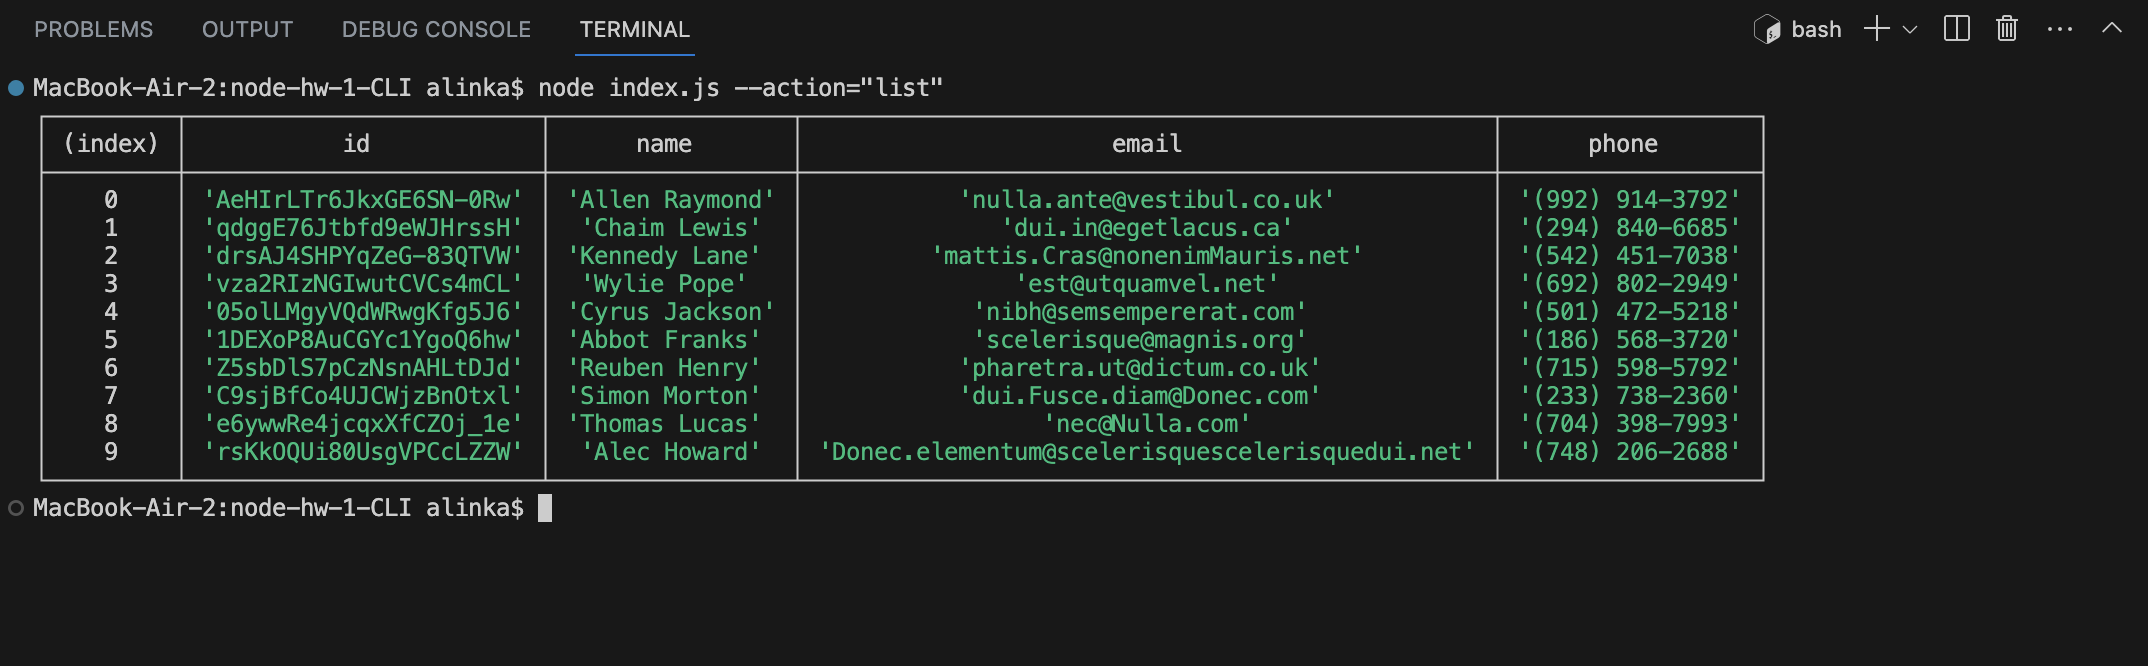 PROBLEMS OUTPUT DEBUG CONSOLE TERMINAL bash
MacBook-Air-2:node-hw-1-CLI alinka$ node index.js --action="list"
(index) id name email phone
0 'AeHIrLTr6JkxGE6SN-0Rw' 'Allen Raymond' 'nulla.ante@vestibul.co.uk' '(992) 914-3792'
1 'qdggE76Jtbfd9eWJHrssH' 'Chaim Lewis' 'dui.in@egetlacus.ca' '(294) 840-6685'
2 'drsAJ4SHPYqZeG-83QTVW' 'Kennedy Lane' 'mattis.Cras@nonenimMauris.net' '(542) 451-7038'
3 'vza2RIzNGIwutCVCs4mCL' 'Wylie Pope' 'est@utquamvel.net' '(692) 802-2949'
4 '05olLMgyVQdWRwgKfg5J6' 'Cyrus Jackson' 'nibh@semsempererat.com' '(501) 472-5218'
5 '1DEXoP8AuCGYc1YgoQ6hw' 'Abbot Franks' 'scelerisque@magnis.org' '(186) 568-3720'
6 'Z5sbDlS7pCzNsnAHLtDJd' 'Reuben Henry' 'pharetra.ut@dictum.co.uk' '(715) 598-5792'
7 'C9sjBfCo4UJCWjzBnOtxl' 'Simon Morton' 'dui.Fusce.diam@Donec.com' '(233) 738-2360'
8 'e6ywwRe4jcqxXfCZOj_1e' 'Thomas Lucas' 'nec@Nulla.com' '(704) 398-7993'
9 'rsKkOQUi80UsgVPCcLZZW' 'Alec Howard' 'Donec.elementum@scelerisquescelerisquedui.net' '(748) 206-2688'
MacBook-Air-2:node-hw-1-CLI alinka$